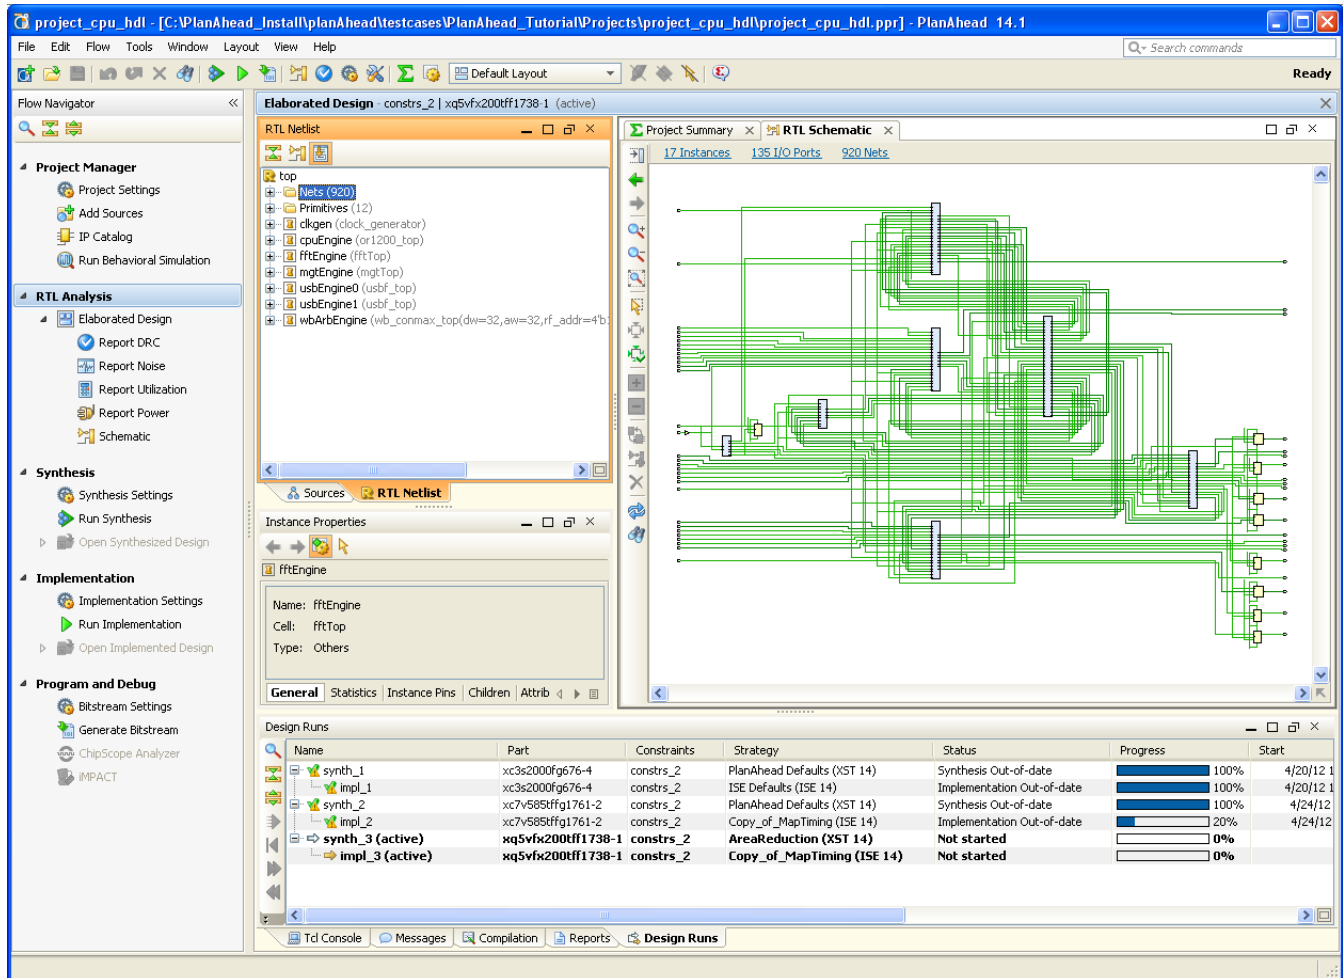 project_cpu_hdl - [C:\PlanAhead_Install\planAhead\testcases\PlanAhead_Tutorial\Projects\project_cpu_hdl\project_cpu_hdl.ppr] - PlanAhead 14.1
File Edit Flow Tools Window Layout View Help
Search commands
Default Layout
Ready
Flow Navigator
Project Manager
Project Settings
Add Sources
IP Catalog
Run Behavioral Simulation
RTL Analysis
Elaborated Design
Report DRC
Report Noise
Report Utilization
Report Power
Schematic
Synthesis
Synthesis Settings
Run Synthesis
Open Synthesized Design
Implementation
Implementation Settings
Run Implementation
Open Implemented Design
Program and Debug
Bitstream Settings
Generate Bitstream
ChipScope Analyzer
iMPACT
Elaborated Design - constrs_2 | xq5vfx200tff1738-1 (active)
RTL Netlist
top
Nets (920)
Primitives (12)
clkgen (clock_generator)
cpuEngine (or1200_top)
fftEngine (fftTop)
mgtEngine (mgtTop)
usbEngine0 (usbf_top)
usbEngine1 (usbf_top)
wbArbEngine (wb_conmax_top(dw=32,aw=32,rf_addr=4'b
Sources RTL Netlist
Instance Properties
fftEngine
Name: fftEngine
Cell: fftTop
Type: Others
General Statistics Instance Pins Children Attrib
Project Summary RTL Schematic
17 Instances 135 I/O Ports 920 Nets
Design Runs
Name Part Constraints Strategy Status Progress Start
synth_1 xc3s2000fg676-4 constrs_2 PlanAhead Defaults (XST 14) Synthesis Out-of-date 100% 4/20/12 1
impl_1 xc3s2000fg676-4 constrs_2 ISE Defaults (ISE 14) Implementation Out-of-date 100% 4/20/12 1
synth_2 xc7v585tffg1761-2 constrs_2 PlanAhead Defaults (XST 14) Synthesis Out-of-date 100% 4/24/12
impl_2 xc7v585tffg1761-2 constrs_2 Copy_of_MapTiming (ISE 14) Implementation Out-of-date 20% 4/24/12
synth_3 (active) xq5vfx200tff1738-1 constrs_2 AreaReduction (XST 14) Not started 0%
impl_3 (active) xq5vfx200tff1738-1 constrs_2 Copy_of_MapTiming (ISE 14) Not started 0%
Tcl Console Messages Compilation Reports Design Runs